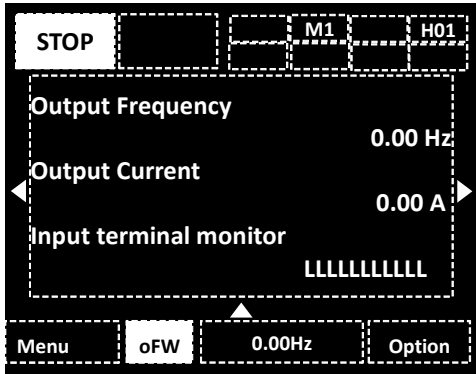 STOP M1 H01
Output Frequency
0.00 Hz
Output Current
0.00 A
Input terminal monitor
LLLLLLLLLLL
Menu oFW 0.00Hz Option